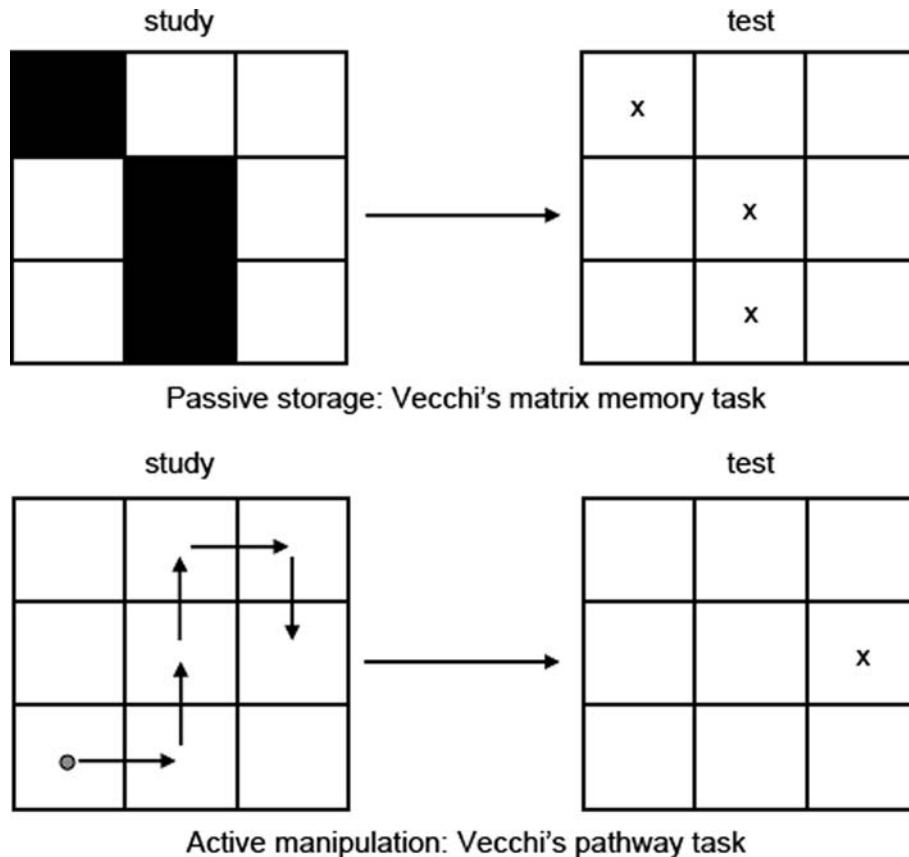 study
test
x
x
x
Passive storage: Vecchi's matrix memory task
study
test
x
Active manipulation: Vecchi's pathway task